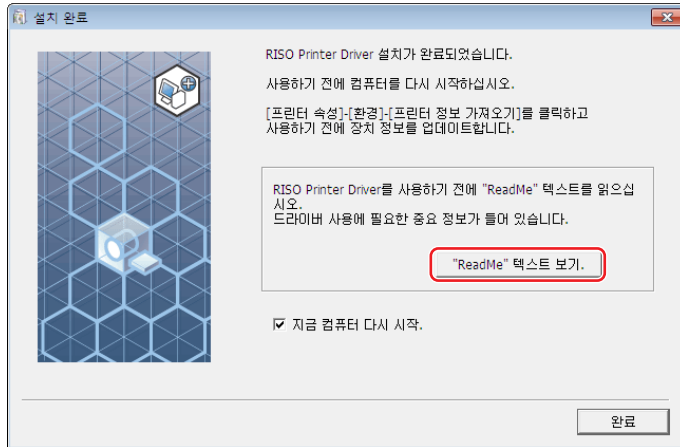 설치 완료
RISO Printer Driver 설치가 완료되었습니다.
사용하기 전에 컴퓨터를 다시 시작하십시오.
[프린터 속성]-[환경]-[프린터 정보 가져오기]를 클릭하고
사용하기 전에 장치 정보를 업데이트합니다.
RISO Printer Driver를 사용하기 전에 "ReadMe" 텍스트를 읽으십
시오.
드라이버 사용에 필요한 중요 정보가 들어 있습니다.
"ReadMe" 텍스트 보기.
지금 컴퓨터 다시 시작.
완료